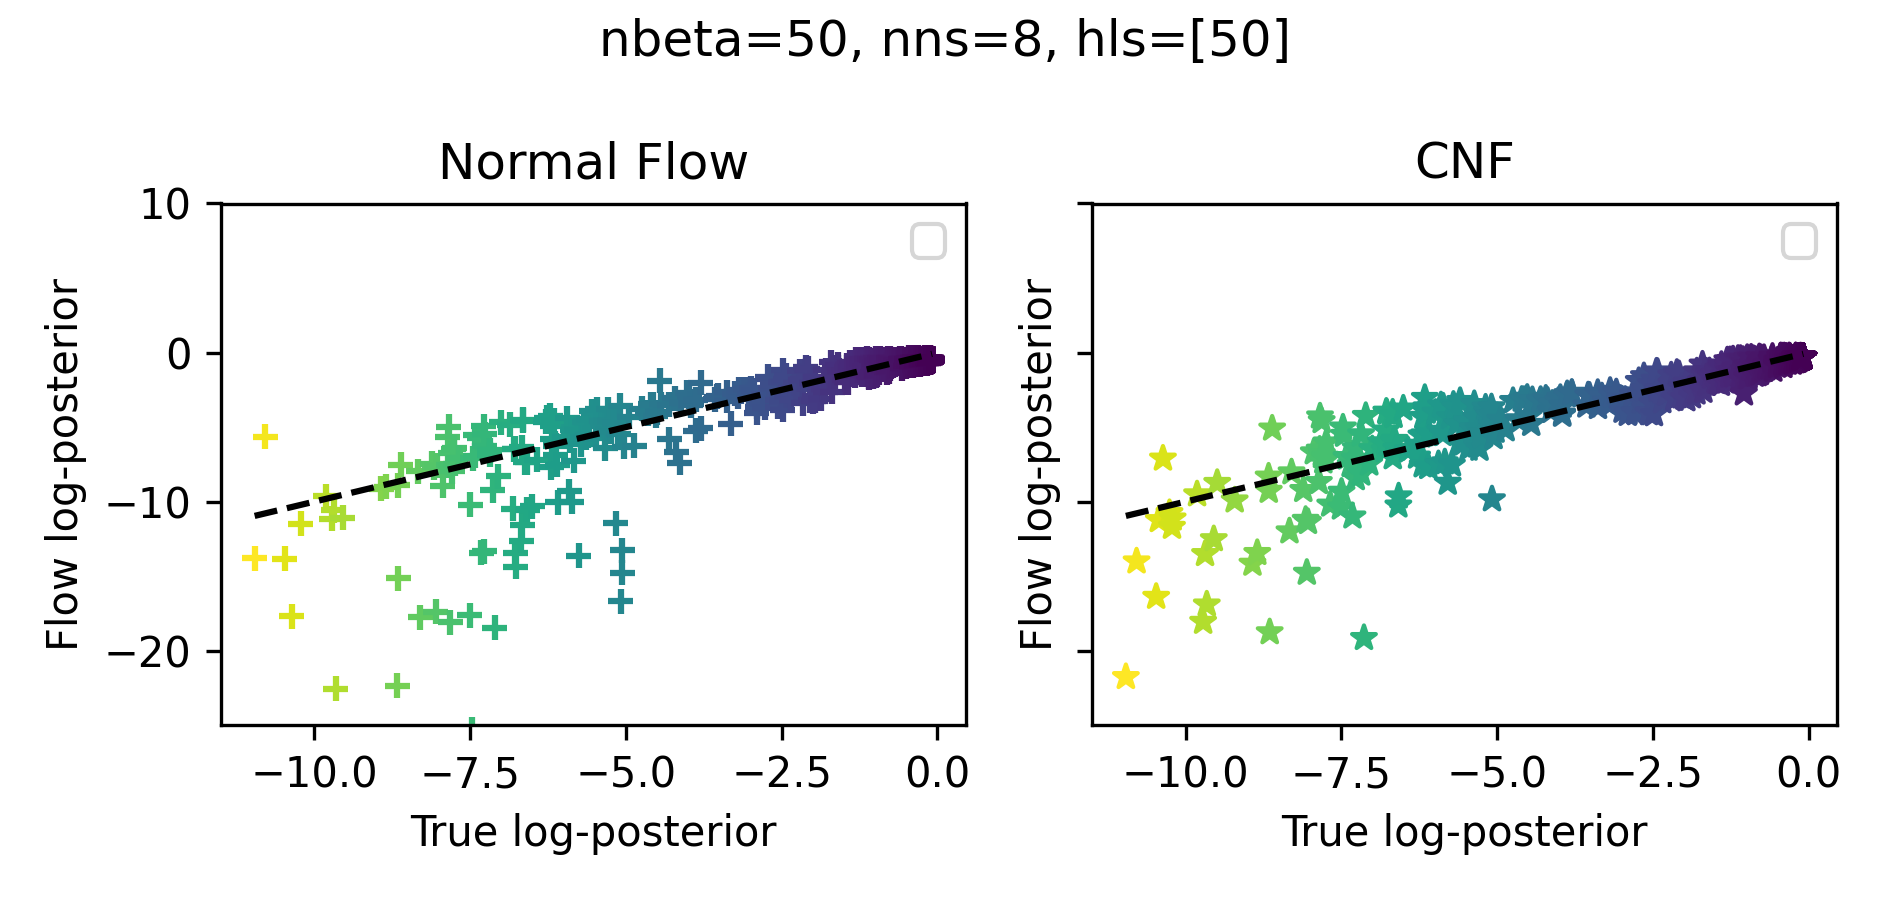 nbeta=50, nns=8, hls=[50]
Normal Flow
CNF
10
0
−10
−20
Flow log-posterior
Flow log-posterior
−10.0 −7.5 −5.0 −2.5 0.0
−10.0 −7.5 −5.0 −2.5 0.0
True log-posterior
True log-posterior